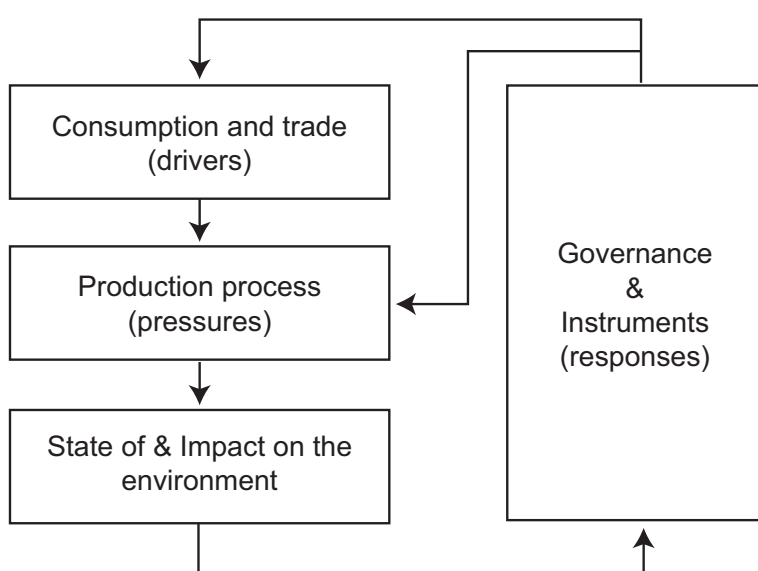 Consumption and trade
(drivers)
Production process
(pressures)
State of & Impact on the
environment
Governance
&
Instruments
(responses)